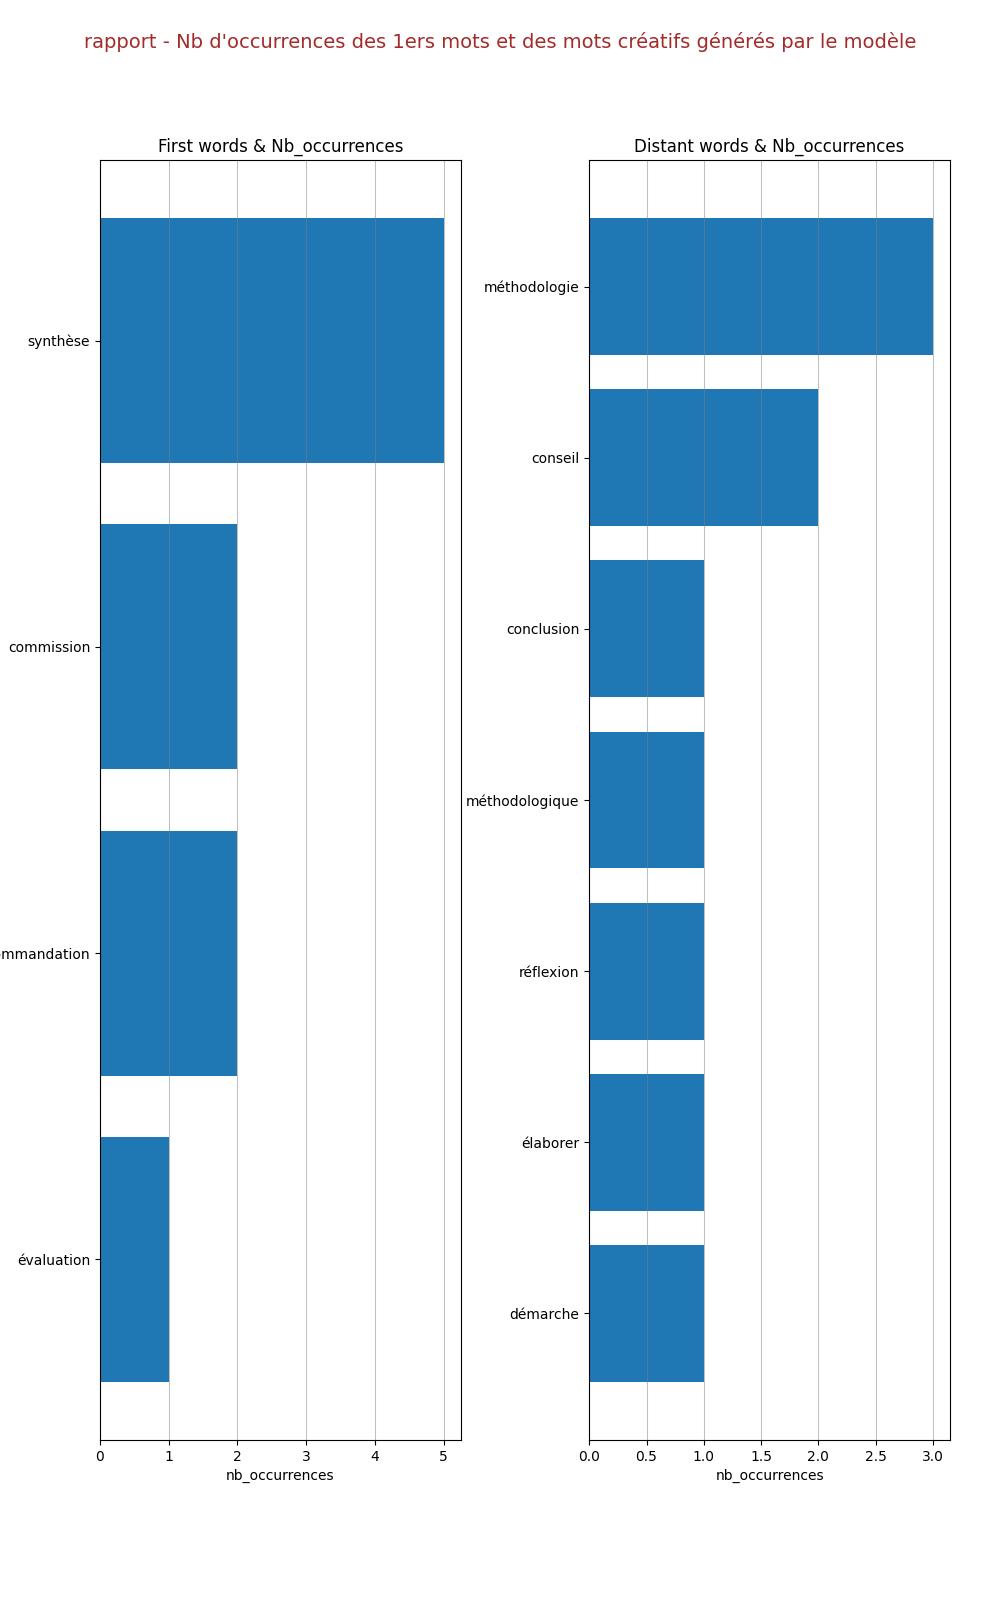 rapport - Nb d'occurrences des 1ers mots et des mots créatifs générés par le modèle
First words & Nb_occurrences
synthèse
commission
mmandation
évaluation
0 1 2 3 4 5
nb_occurrences
Distant words & Nb_occurrences
méthodologie
conseil
conclusion
méthodologique
réflexion
élaborer
démarche
0.0 0.5 1.0 1.5 2.0 2.5 3.0
nb_occurrences